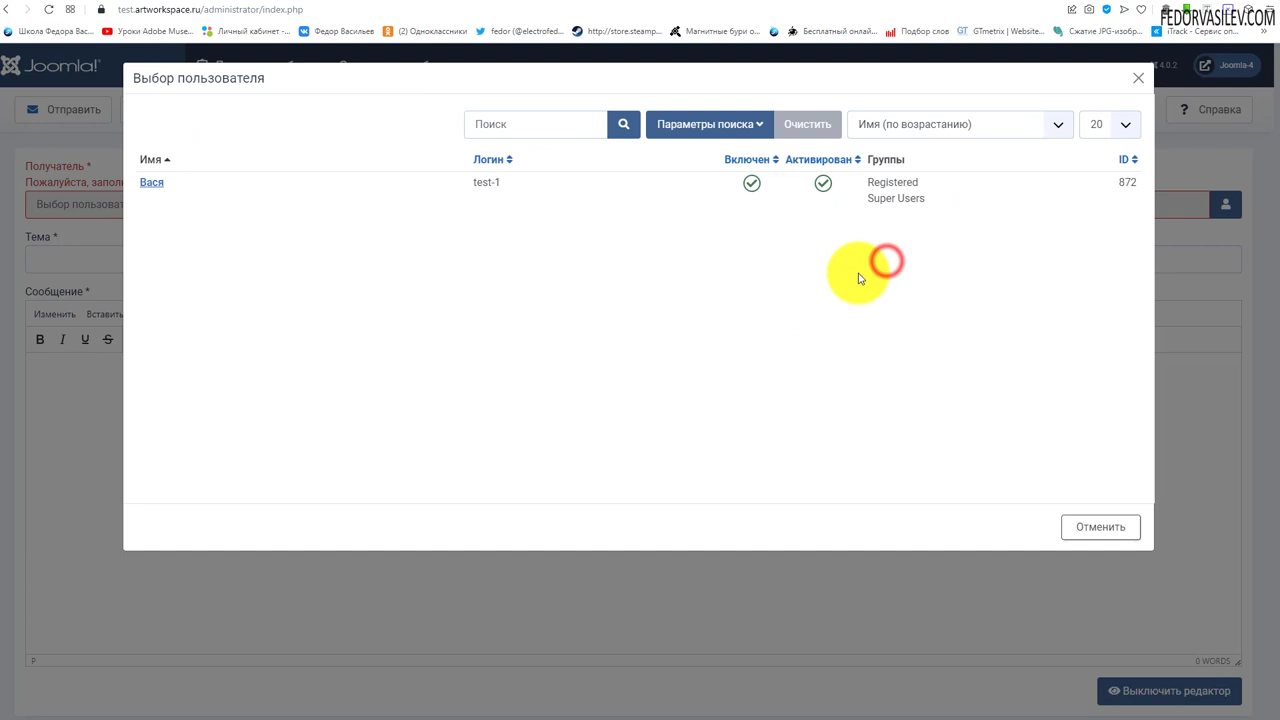 test.artworkspace.ru/administrator/index.php
FEDORVASILEV.COM
Школа Федора Вас...
Уроки Adobe Muse...
Личный кабинет -...
Федор Васильев
Одноклассники
fedor (@electrofed...
http://store.steamp...
Магнитные бури о...
Бесплатный онлай...
Подбор слов
GTmetrix | Website...
Сжатие JPG-изобр...
iTrack - Сервис оп...
Joomla!
4.0.2
Joomla-4
Выбор пользователя
Отправить
Справка
Поиск
Параметры поиска
Очистить
Имя (по возрастанию)
20
Имя
Логин
Включен
Активирован
Группы
ID
Вася
test-1
Registered
Super Users
872
Получатель *
Пожалуйста, запол
Выбор пользоват
Тема *
Сообщение *
Изменить
Вставить
B I U S
Отменить
P
0 WORDS
Выключить редактор